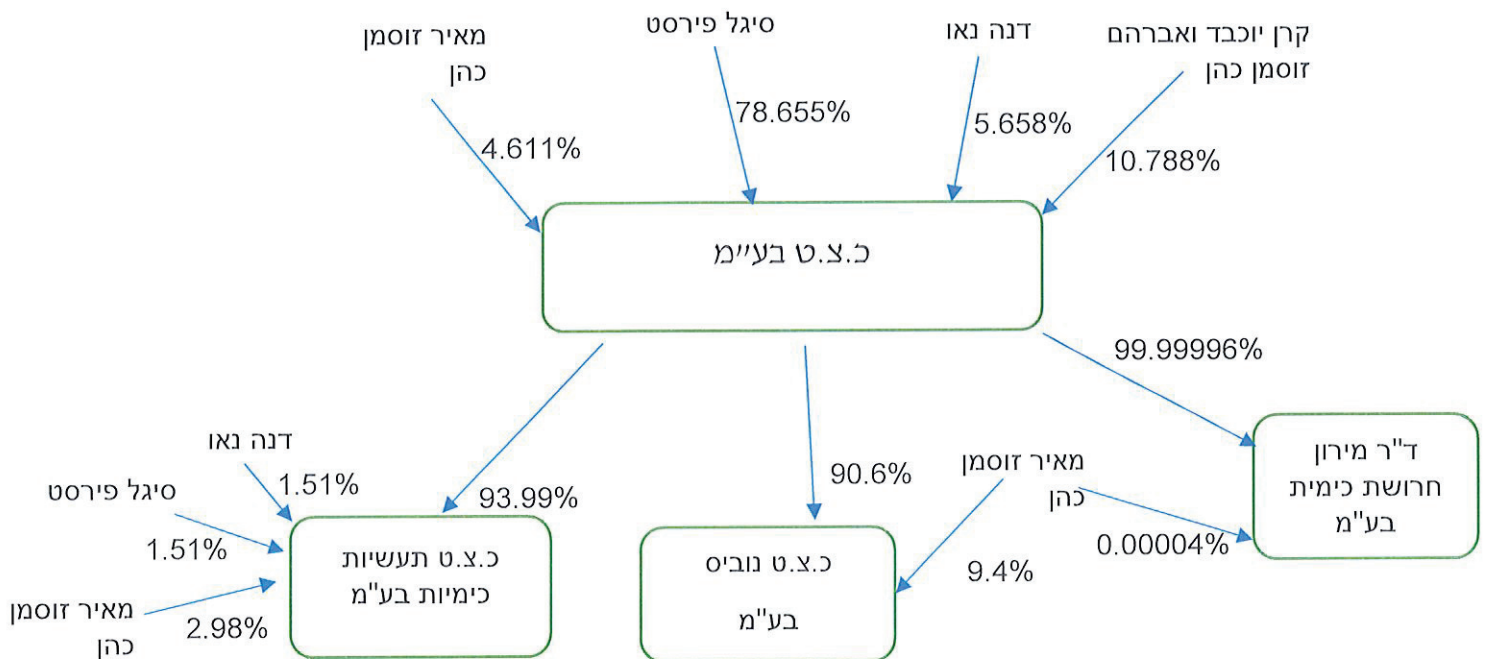 מאיר זוסמן
כהן
סיגל פירסט
דנה נאו
קרן יוכבד ואברהם
זוסמן כהן
4.611%
78.655%
5.658%
10.788%
כ.צ.ט בע"מ
99.99996%
90.6%
93.99%
דנה נאו
1.51%
סיגל פירסט
1.51%
מאיר זוסמן
כהן
2.98%
כ.צ.ט תעשיות
כימיות בע"מ
כ.צ.ט נוביס
בע"מ
מאיר זוסמן
כהן
9.4%
0.00004%
ד"ר מירון
חרושת כימית
בע"מ